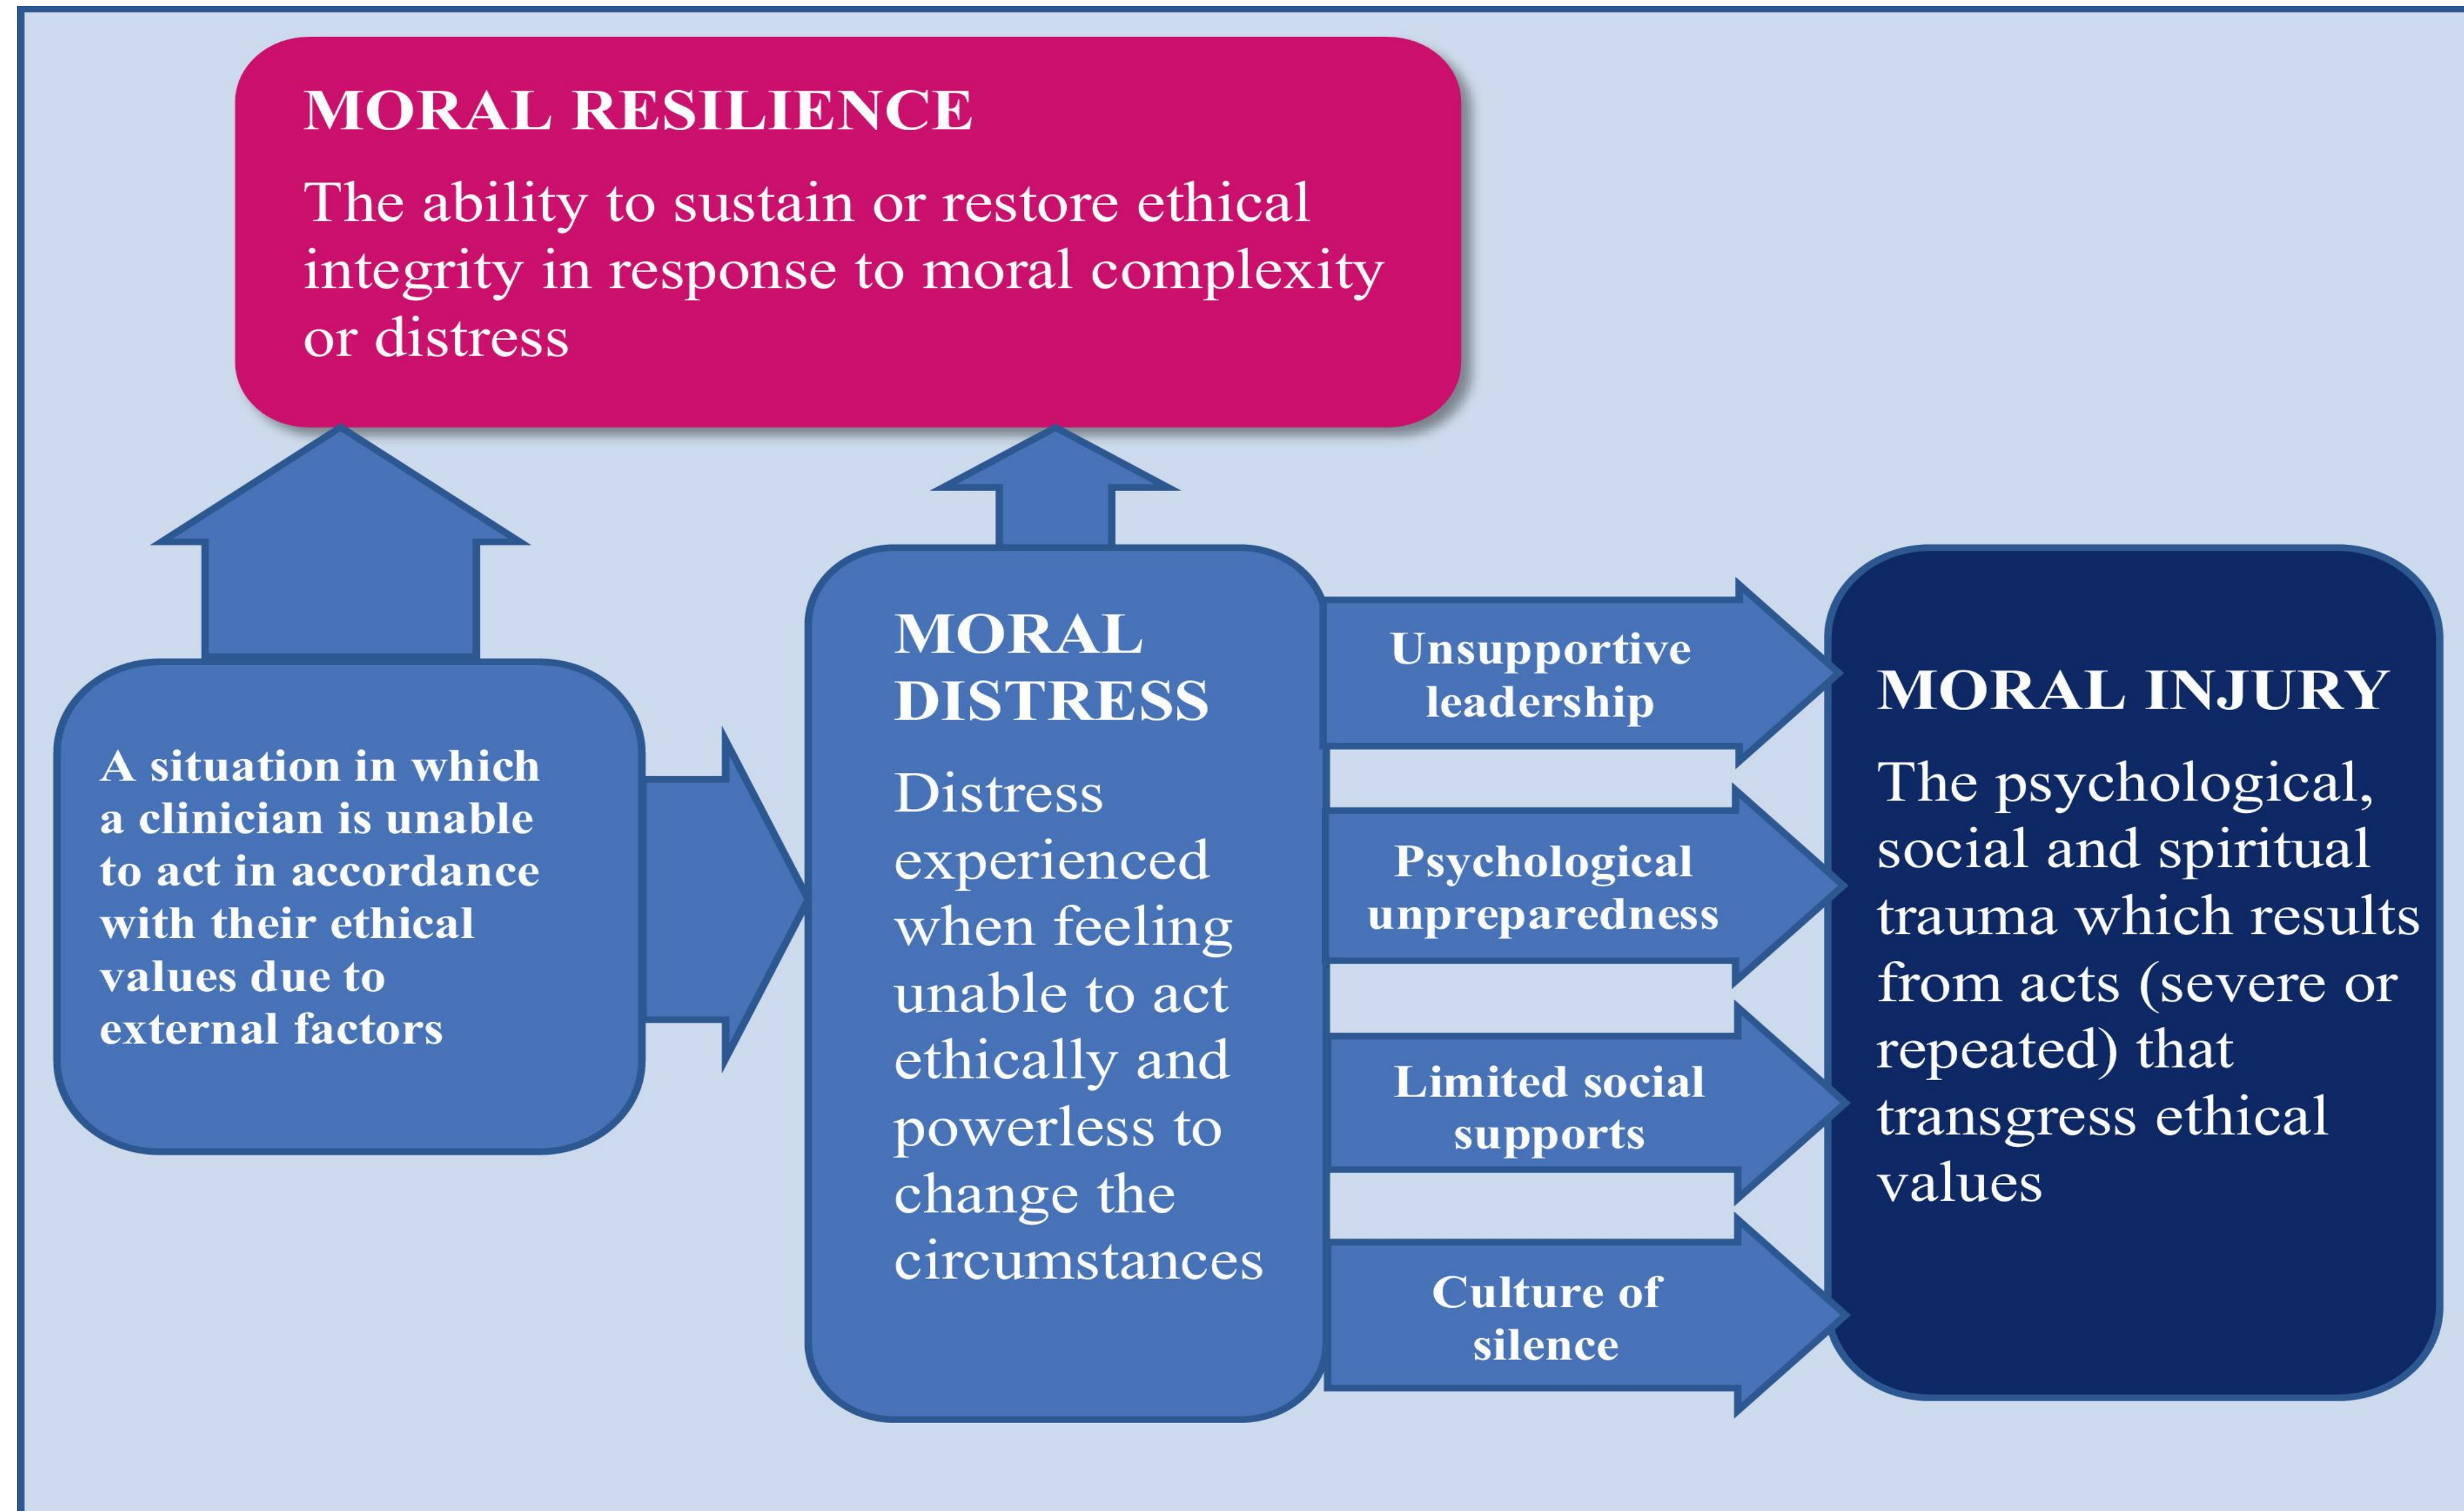 MORAL RESILIENCE
The ability to sustain or restore ethical
integrity in response to moral complexity
or distress
A situation in which
a clinician is unable
to act in accordance
with their ethical
values due to
external factors
MORAL
DISTRESS
Distress
experienced
when feeling
unable to act
ethically and
powerless to
change the
circumstances
Unsupportive
leadership
Psychological
unpreparedness
Limited social
supports
Culture of
silence
MORAL INJURY
The psychological,
social and spiritual
trauma which results
from acts (severe or
repeated) that
transgress ethical
values